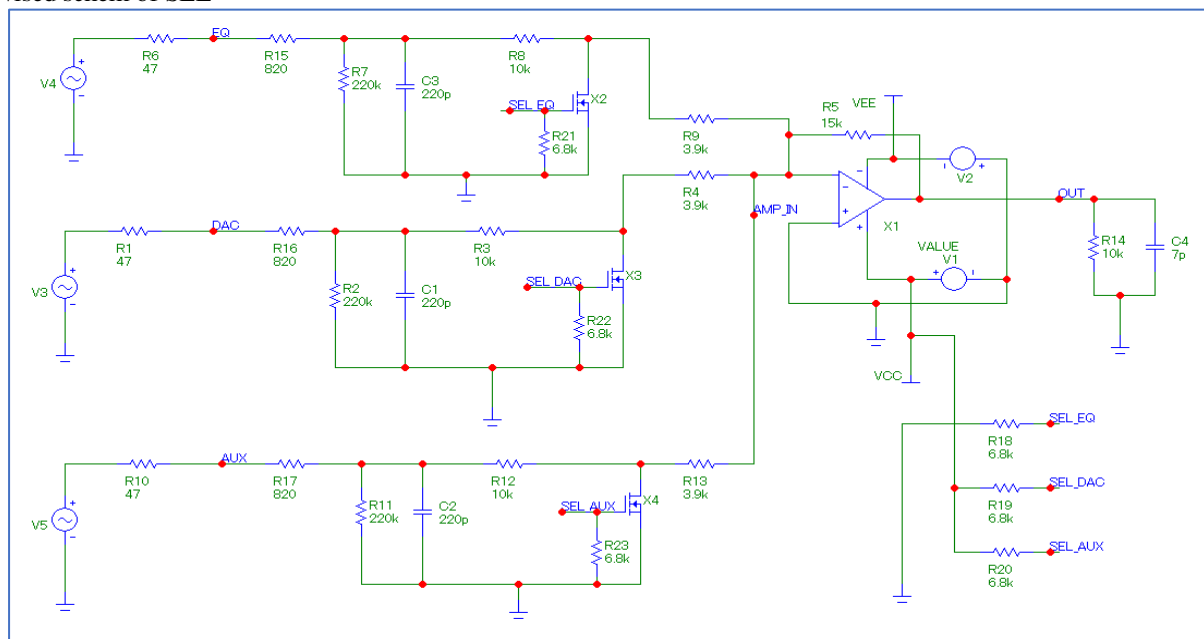 vised schem of SEL
EQ
R6
47
R15
820
V4
R7
220k
C3
220p
R8
10k
SEL_EQ
X2
R21
6.8k
R9
3.9k
R5
15k
VEE
V2
R4
3.9k
AMP_IN
X1
VALUE
V1
OUT
R14
10k
C4
7p
DAC
R1
47
R16
820
V3
R2
220k
C1
220p
R3
10k
SEL_DAC
X3
R22
6.8k
VCC
AUX
R10
47
R17
820
V5
R11
220k
C2
220p
R12
10k
SEL_AUX
X4
R23
6.8k
R13
3.9k
R18
6.8k
SEL_EQ
R19
6.8k
SEL_DAC
R20
6.8k
SEL_AUX